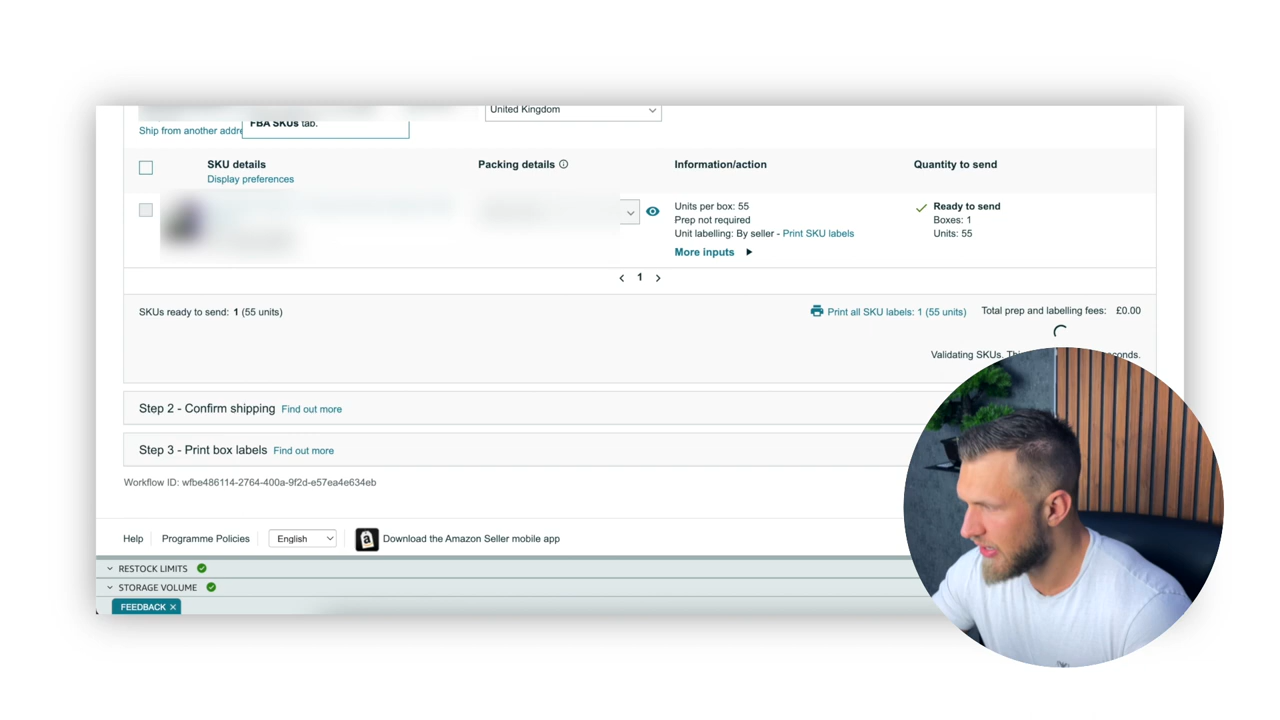 United Kingdom
FBA SKUs tab.
Ship from another addre
SKU details
Packing details
Information/action
Quantity to send
Display preferences
Units per box: 55
Prep not required
Unit labelling: By seller - Print SKU labels
More inputs
Ready to send
Boxes: 1
Units: 55
1
SKUs ready to send: 1 (55 units)
Print all SKU labels: 1 (55 units)
Total prep and labelling fees: £0.00
Validating SKUs.
Step 2 - Confirm shipping Find out more
Step 3 - Print box labels Find out more
Workflow ID: wfbe486114-2764-400a-9f2d-e57ea4e634eb
Help
Programme Policies
English
Download the Amazon Seller mobile app
RESTOCK LIMITS
STORAGE VOLUME
FEEDBACK